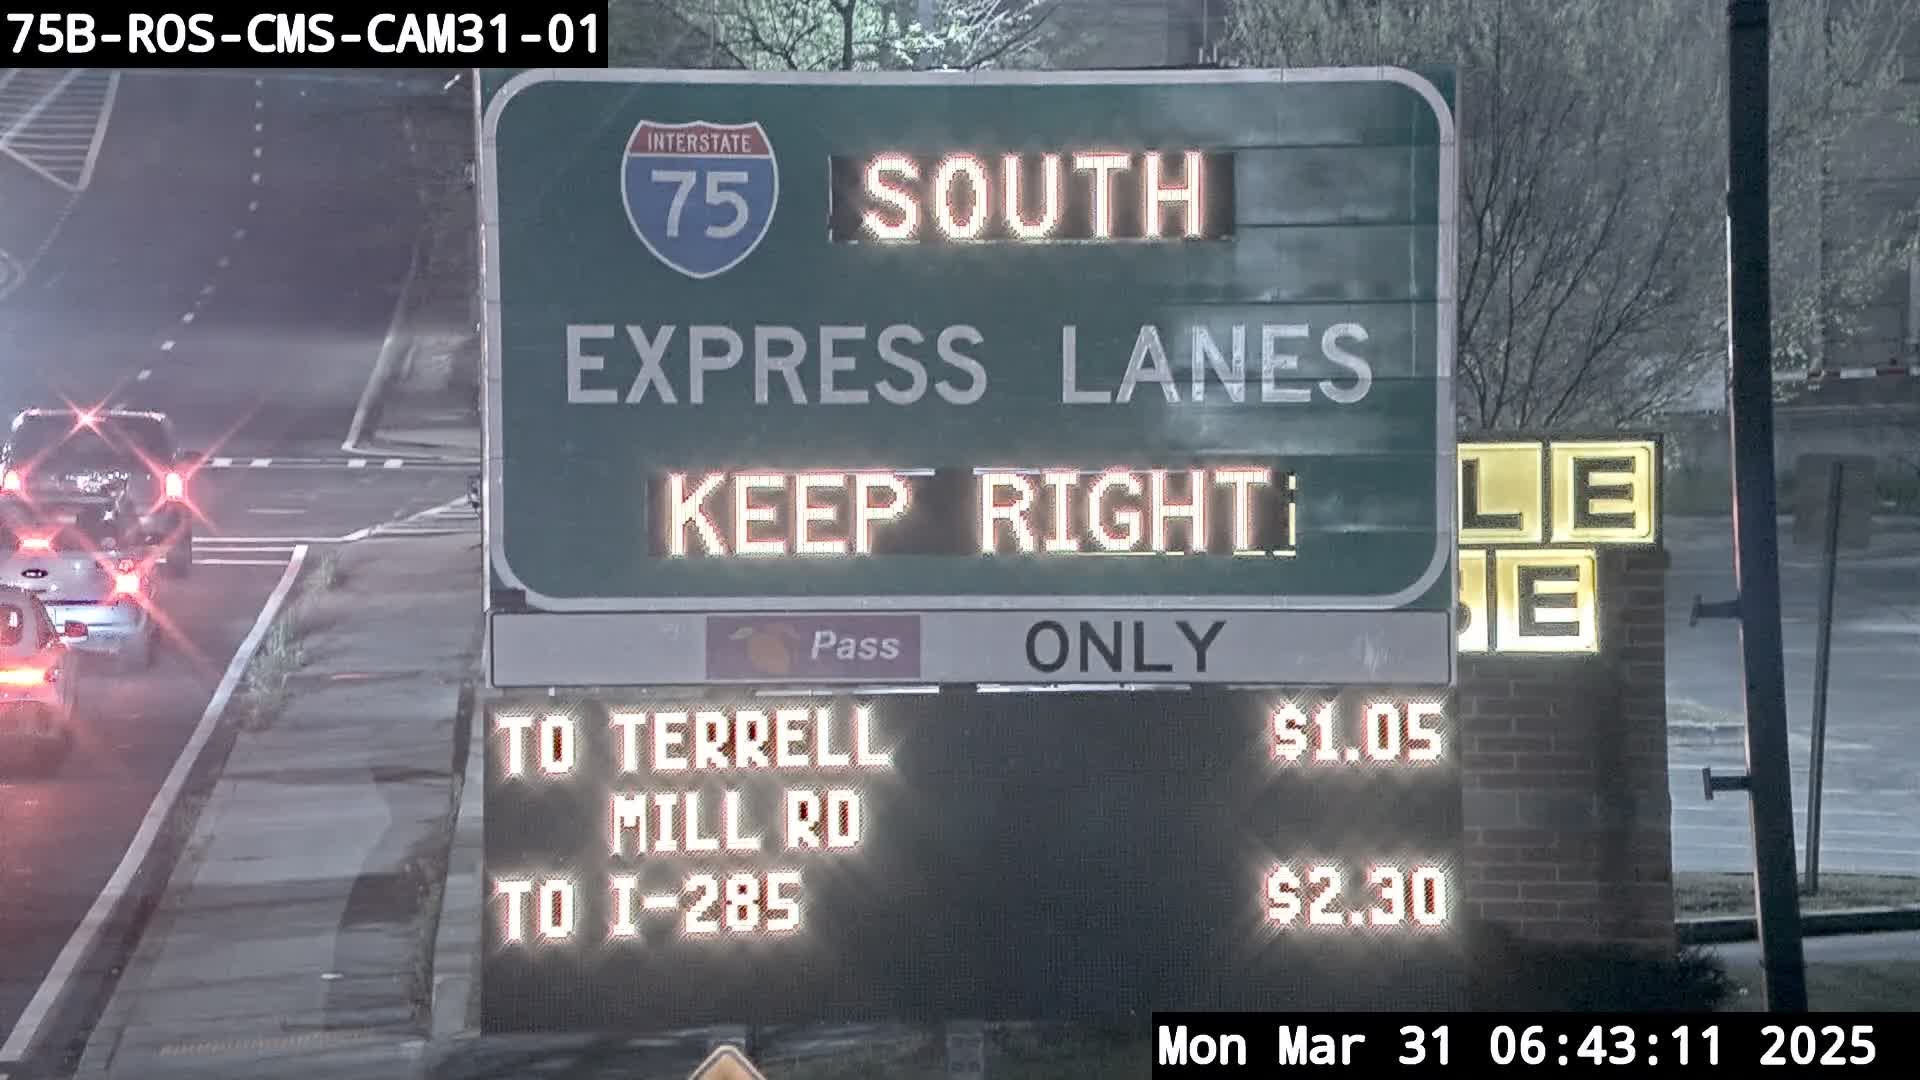 75B-ROS-CMS-CAM31-01
INTERSTATE
75
SOUTH
EXPRESS LANES
KEEP RIGHT
Pass ONLY
TO TERRELL $1.05
MILL RD
TO I-285 $2.30
LE
E
Mon Mar 31 06:43:11 2025